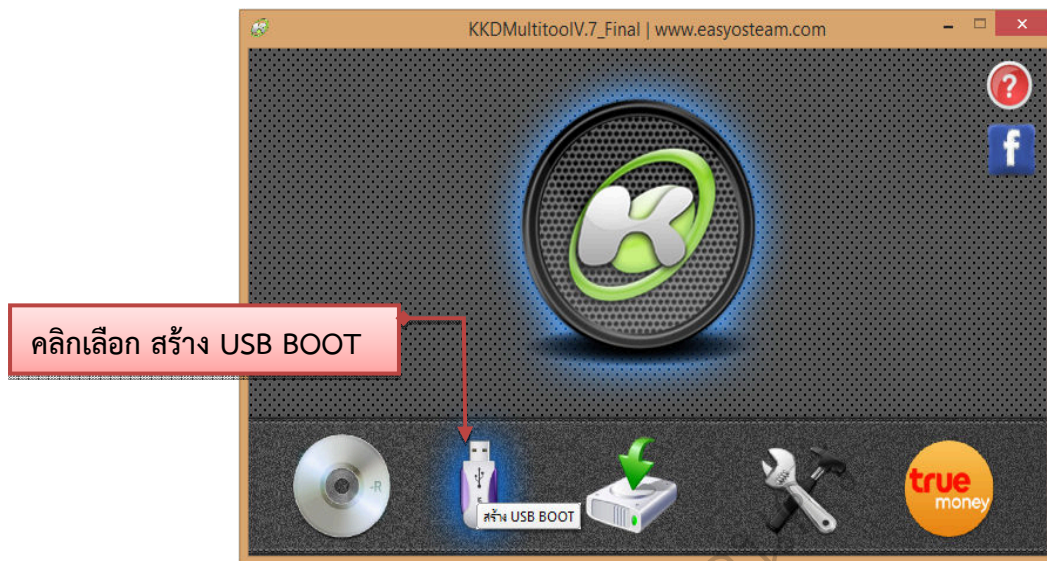 KKDMultitoolV.7_Final | www.easyosteam.com
?
f
K
คลิกเลือก สร้าง USB BOOT
-R
สร้าง USB BOOT
true
money